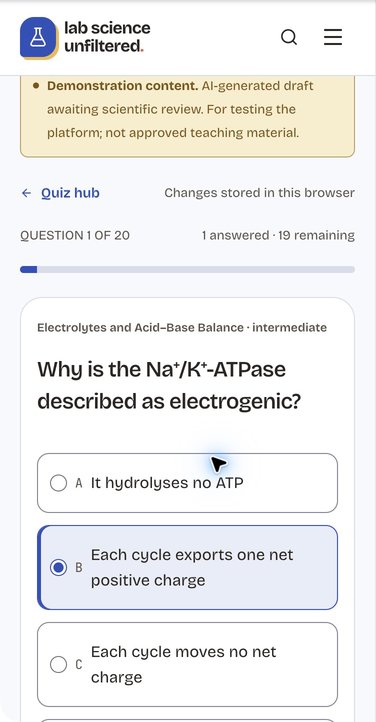 lab science
unfiltered.
Demonstration content. AI-generated draft
awaiting scientific review. For testing the
platform; not approved teaching material.
← Quiz hub
Changes stored in this browser
QUESTION 1 OF 20
1 answered · 19 remaining
Electrolytes and Acid–Base Balance · intermediate
Why is the Na⁺/K⁺-ATPase
described as electrogenic?
A It hydrolyses no ATP
B Each cycle exports one net
positive charge
C Each cycle moves no net
charge